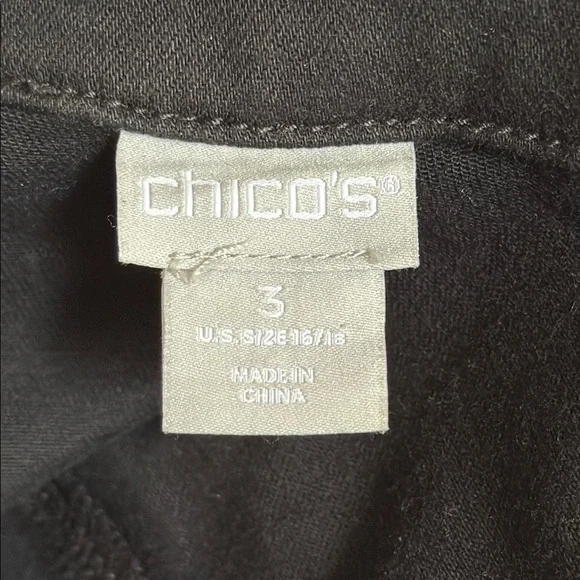 chico's®
3
U.S. SIZE 16/18
MADE IN
CHINA